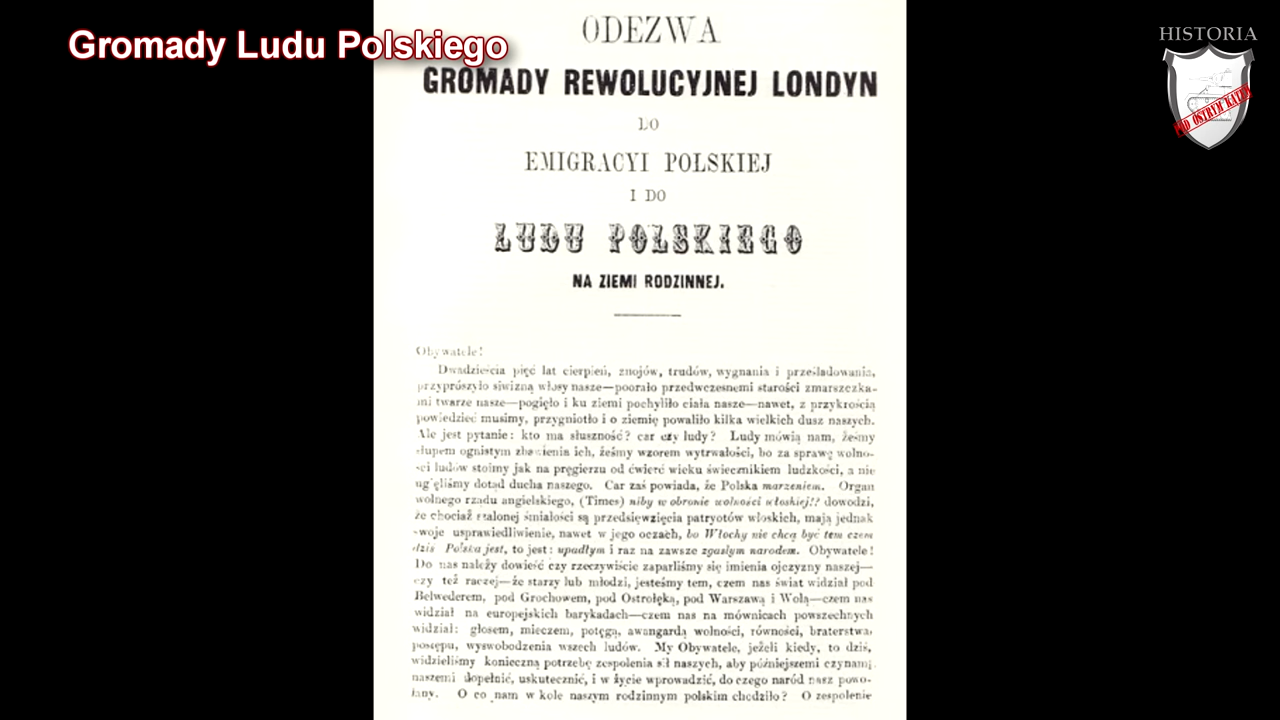 Gromady Ludu Polskiego
HISTORIA
POD OSTRYM KĄTEM
ODEZWA
GROMADY REWOLUCYJNEJ LONDYN
DO
EMIGRACYI POLSKIEJ
I DO
LUDU POLSKIEGO
NA ZIEMI RODZINNEJ.
Obywatele!
Dwadzieścia pięć lat cierpień, znojów, trudów, wygnania i prześladowania,
przyprószyło siwizną włosy nasze—poorało przedwczesnemi starości zmarszczka-
mi twarze nasze—pogięło i ku ziemi pochyliło ciała nasze—nawet, z przykrością
powiedzieć musimy, przygniotło i o ziemię powaliło kilka wielkich dusz naszych.
Ale jest pytanie: kto ma słuszność? car czy ludy? Ludy mówią nam, żeśmy
słupem ognistym zbawienia ich, żeśmy wzorem wytrwałości, bo za sprawę wolno-
ści ludów stoimy jak na pręgierzu od ćwierć wieku świecznikiem ludzkości, a nie
ugięliśmy dotąd ducha naszego. Car zaś powiada, że Polska marzeniem. Organ
wolnego rządu angielskiego, (Times) niby w obronie wolności włoskiej!? dowodzi,
że chociaż szalonej śmiałości są przedsięwzięcia patryotów włoskich, mają jednak
swoje usprawiedliwienie, nawet w jego oczach, bo Włochy nie chcą być tem czem
dziś Polska jest, to jest: upadłym i raz na zawsze zgasłym narodem. Obywatele!
Do nas należy dowieść czy rzeczywiście zaparliśmy się imienia ojczyzny naszej—
czy też raczej—że starzy lub młodzi, jesteśmy tem, czem nas świat widział pod
Belwederem, pod Grochowem, pod Ostrołęką, pod Warszawą i Wolą—czem nas
widział na europejskich barykadach—czem nas na mównicach powszechnych
widział: głosem, mieczem, potęgą, awangardą wolności, równości, braterstwa,
postępu, wyswobodzenia wszech ludów. My Obywatele, jeżeli kiedy, to dziś,
widzieliśmy konieczną potrzebę zespolenia sił naszych, aby późniejszemi czynami
naszemi dopełnić, uskutecznić, i w życie wprowadzić, do czego naród nasz powo-
łany. O co nam w kole naszym rodzinnym polskim chodziło? O zespolenie